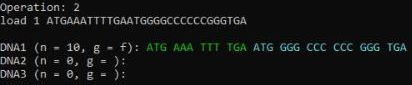 Operation: 2
load 1 ATGAAATTTTGAATGGGGCCCCCCGGGTGA
DNA1 (n = 10, g = f): ATG AAA TTT TGA ATG GGG CCC CCC GGG TGA
DNA2 (n = 0, g = ):
DNA3 (n = 0, g = ):